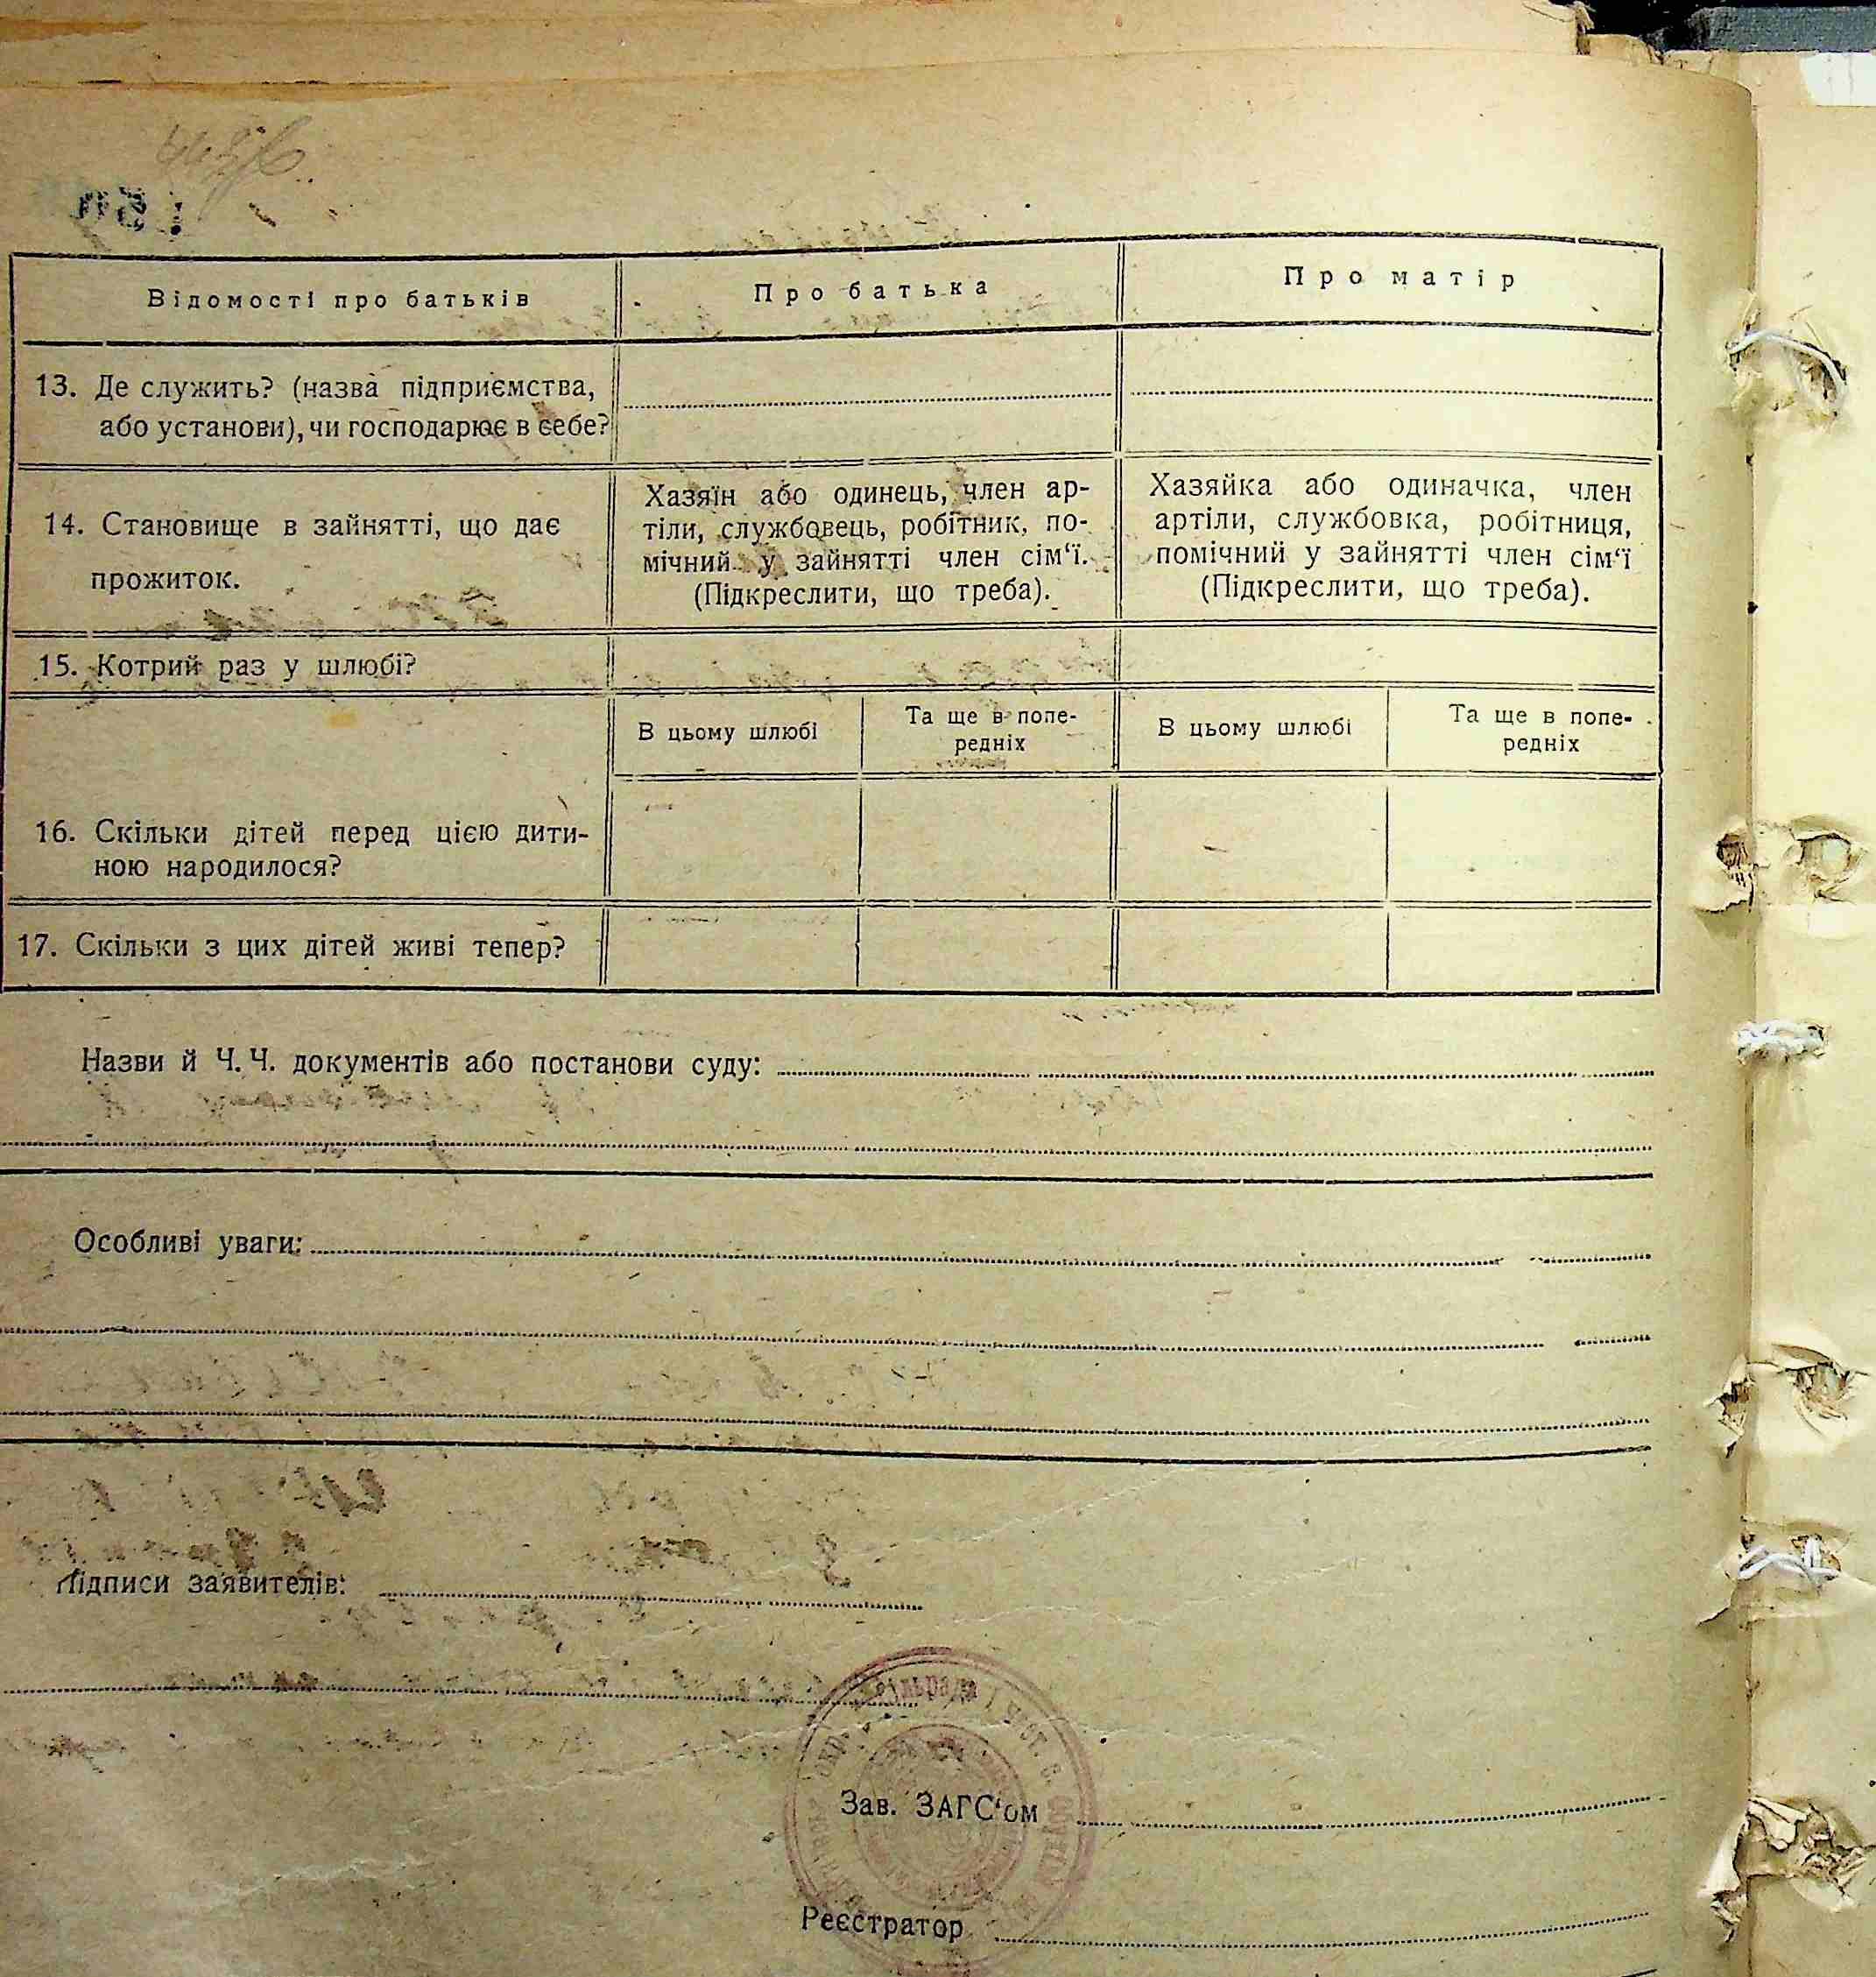 Відомості про батьків
Про батька
Про матір
13. Де служить? (назва підприємства,
або установи), чи господарює в себе?
14. Становище в зайнятті, що дає
прожиток.
Хазяїн або одинець, член ар-
тіли, службовець, робітник, по-
мічний у зайнятті член сім‘ї.
(Підкреслити, що треба).
Хазяйка або одиначка, член
артіли, службовка, робітниця,
помічний у зайнятті член сім‘ї
(Підкреслити, що треба).
15. Котрий раз у шлюбі?
В цьому шлюбі
Та ще в попе-
редніх
В цьому шлюбі
Та ще в попе-
редніх
16. Скільки дітей перед цією дити-
ною народилося?
17. Скільки з цих дітей живі тепер?
Назви й Ч. Ч. документів або постанови суду:
Особливі уваги:
Підписи заявителів:
Зав. ЗАГС‘ом
Реєстратор